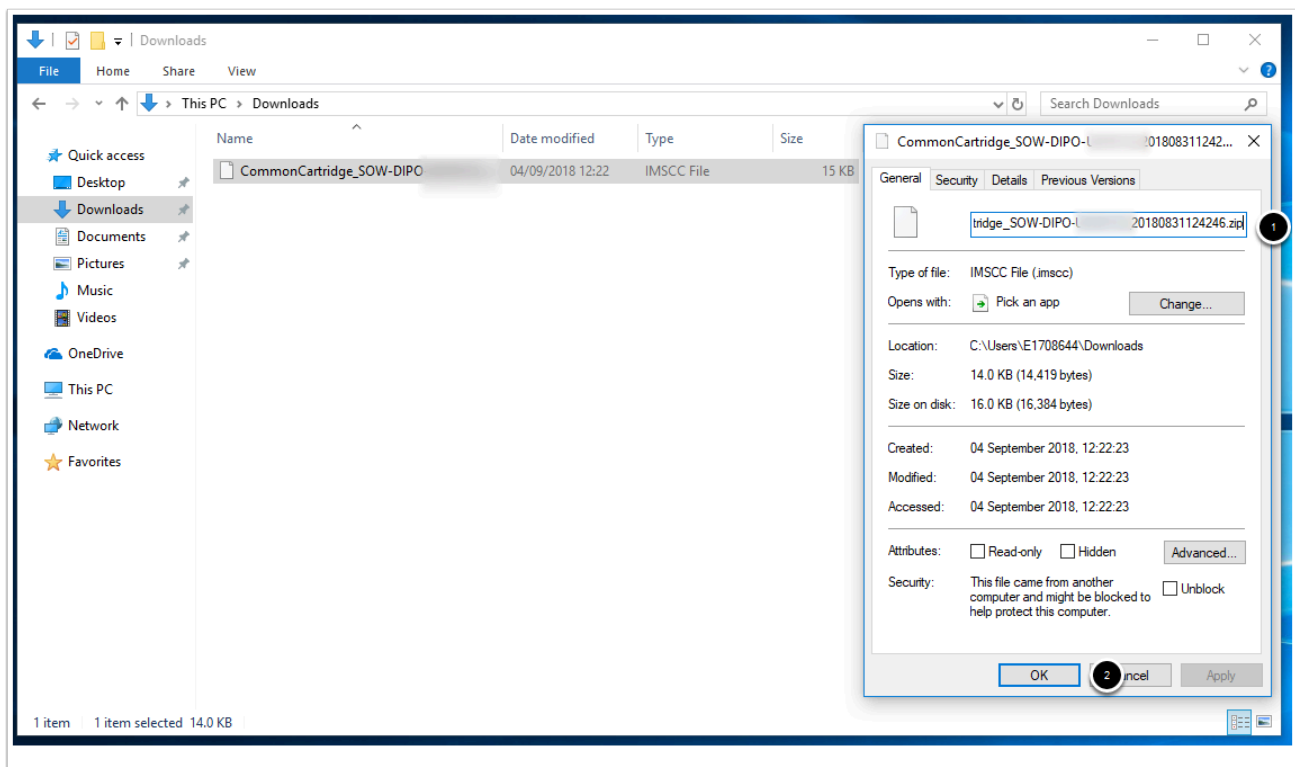 Downloads
File Home Share View
This PC > Downloads
Search Downloads
Name Date modified Type Size
CommonCartridge_SOW-DIPO 04/09/2018 12:22 IMSCC File 15 KB
Quick access
Desktop
Downloads
Documents
Pictures
Music
Videos
OneDrive
This PC
Network
Favorites
1 item 1 item selected 14.0 KB
CommonCartridge_SOW-DIPO-U 01808311242...
General Security Details Previous Versions
tridge_SOW-DIPO-U 20180831124246.zip
1
Type of file: IMSCC File (.imscc)
Opens with: Pick an app Change...
Location: C:\Users\E1708644\Downloads
Size: 14.0 KB (14,419 bytes)
Size on disk: 16.0 KB (16,384 bytes)
Created: 04 September 2018, 12:22:23
Modified: 04 September 2018, 12:22:23
Accessed: 04 September 2018, 12:22:23
Attributes: Read-only Hidden Advanced...
Security: This file came from another
computer and might be blocked to
help protect this computer.
Unblock
OK 2 ncel Apply